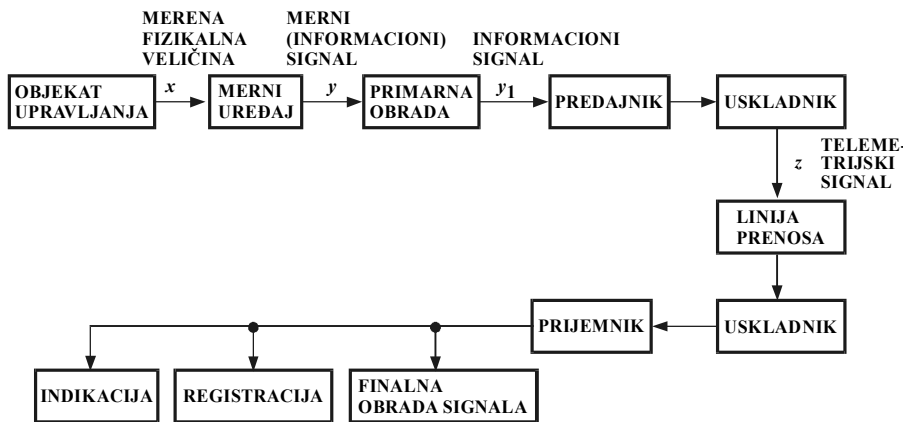 MERENA
FIZIKALNA
VELIČINA
MERNI
(INFORMACIONI)
SIGNAL
INFORMACIONI
SIGNAL
OBJEKAT
UPRAVLJANJA
x
MERNI
UREĐAJ
y
PRIMARNA
OBRADA
y1
PREDAJNIK
USKLADNIK
z
TELEME-
TRIJSKI
SIGNAL
LINIJA
PRENOSA
PRIJEMNIK
USKLADNIK
INDIKACIJA
REGISTRACIJA
FINALNA
OBRADA SIGNALA